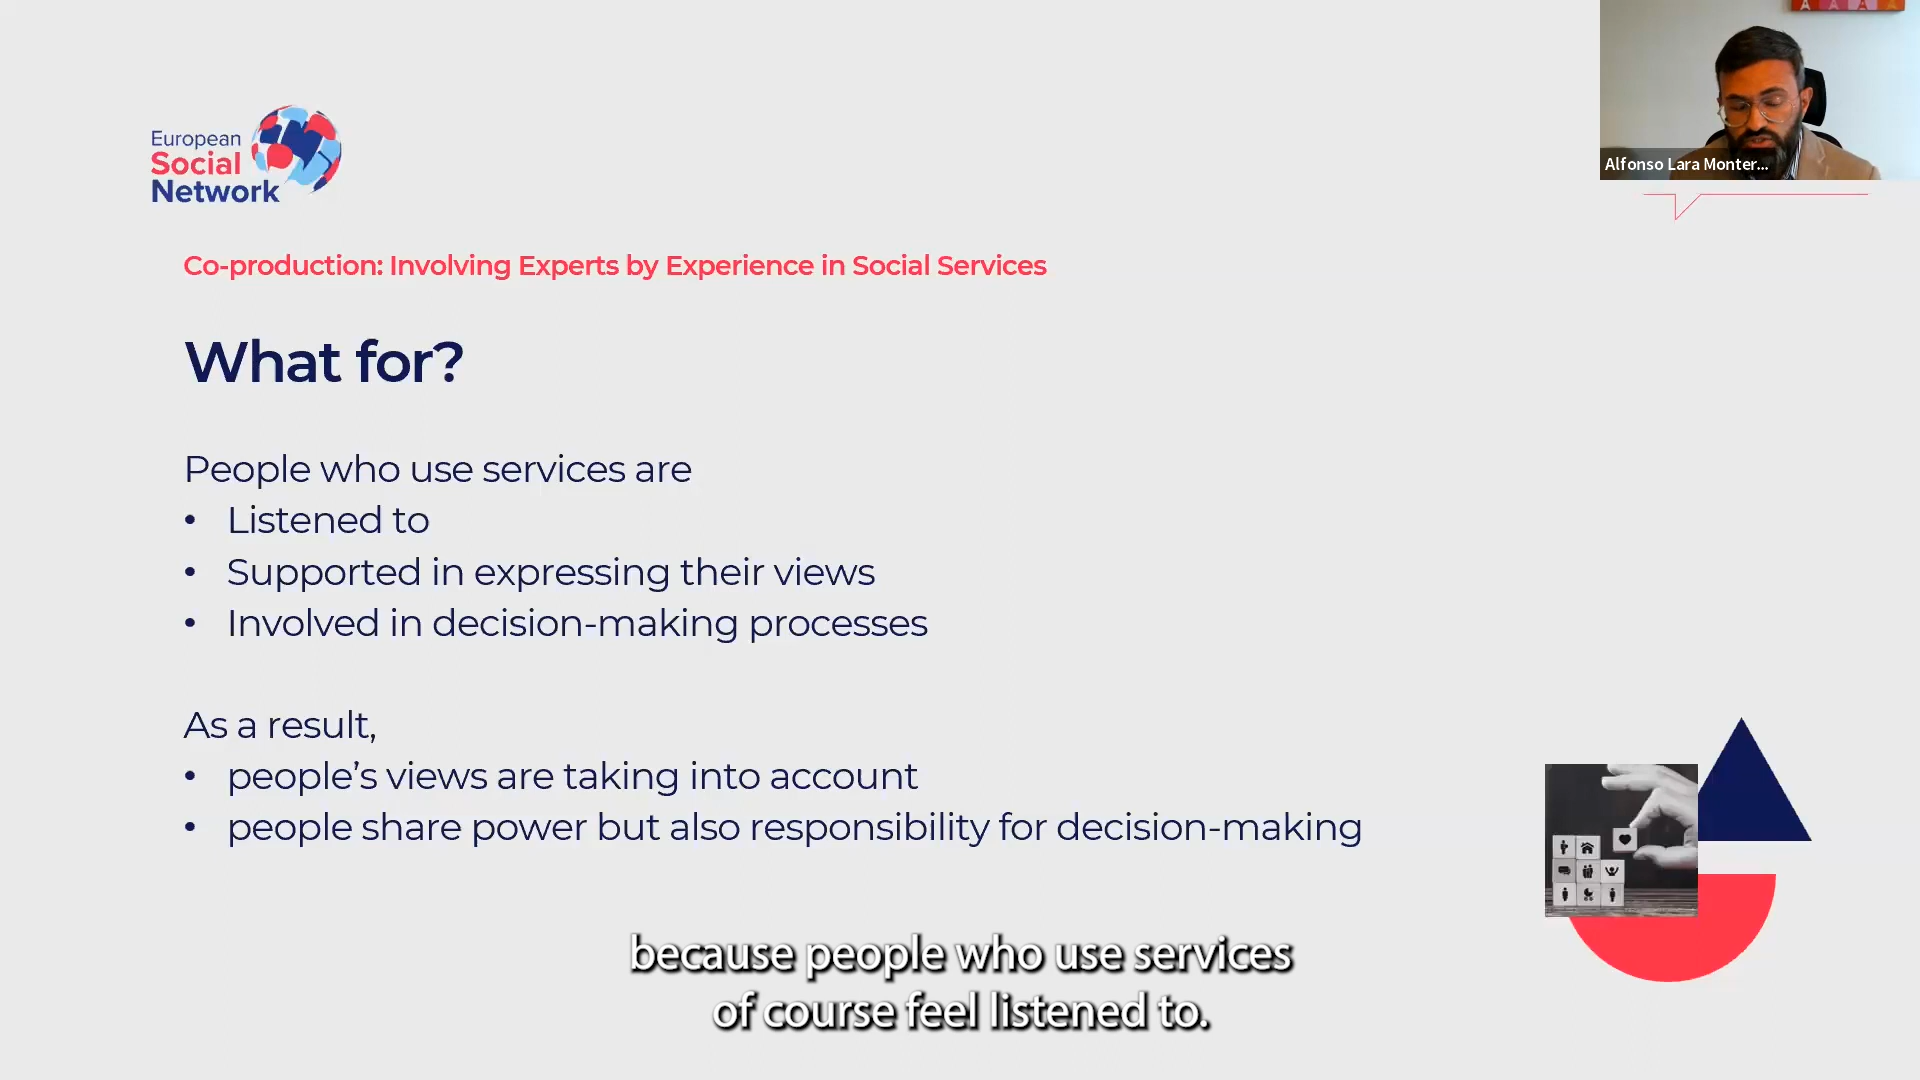 European
Social
Network
Alfonso Lara Monter...
Co-production: Involving Experts by Experience in Social Services
What for?
People who use services are
• Listened to
• Supported in expressing their views
• Involved in decision-making processes
As a result,
• people’s views are taking into account
• people share power but also responsibility for decision-making
because people who use services
of course feel listened to.